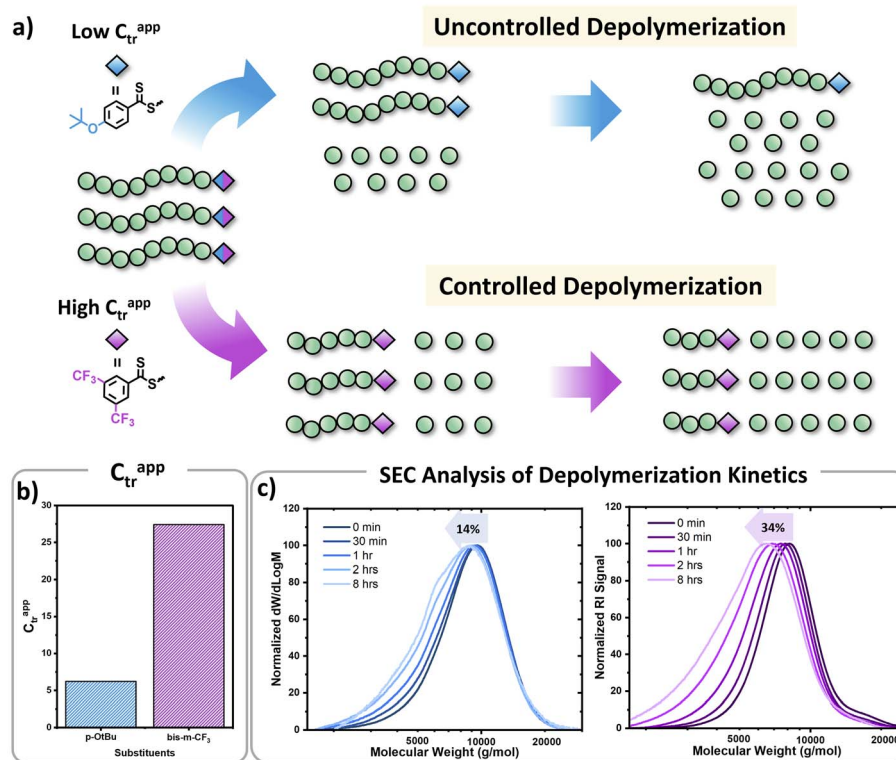 a)
Low C_tr^app
Uncontrolled Depolymerization
=
S
S
O
High C_tr^app
Controlled Depolymerization
=
S
CF₃
S
CF₃
b)
C_tr^app
30
25
20
15
10
5
0
C_tr^app
p-OtBu
bis-m-CF₃
Substituents
SEC Analysis of Depolymerization Kinetics
c)
120
100
80
60
40
20
0
Normalized dW/dLogM
0 min
30 min
1 hr
2 hrs
8 hrs
14%
5000
10000
20000
Molecular Weight (g/mol)
120
100
80
60
40
20
0
Normalized RI Signal
0 min
30 min
1 hr
2 hrs
8 hrs
34%
5000
10000
20000
Molecular Weight (g/mol)